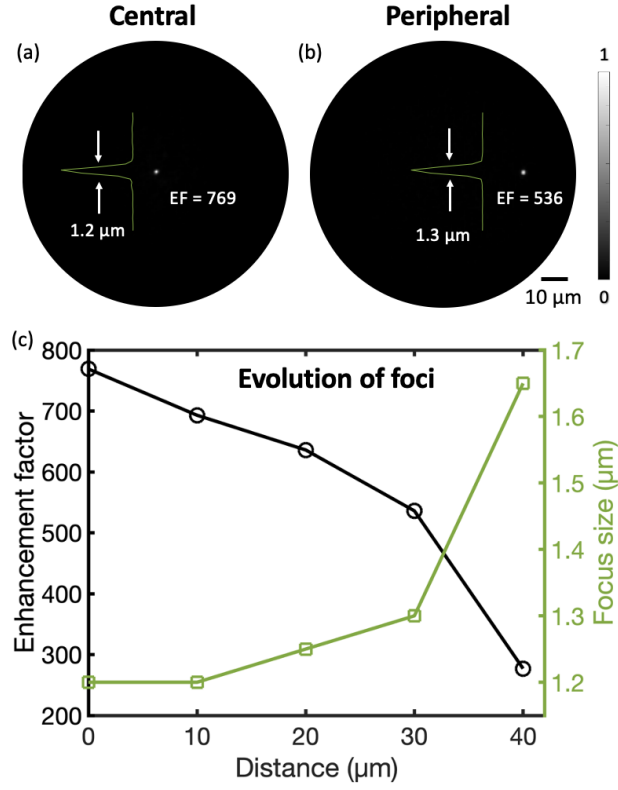 Central
Peripheral
(a)
(b)
1
EF = 769
EF = 536
1.2 μm
1.3 μm
10 μm
0
(c)
Evolution of foci
800
700
600
500
400
300
200
Enhancement factor
1.7
1.6
1.5
1.4
1.3
1.2
Focus size (μm)
0 10 20 30 40
Distance (μm)